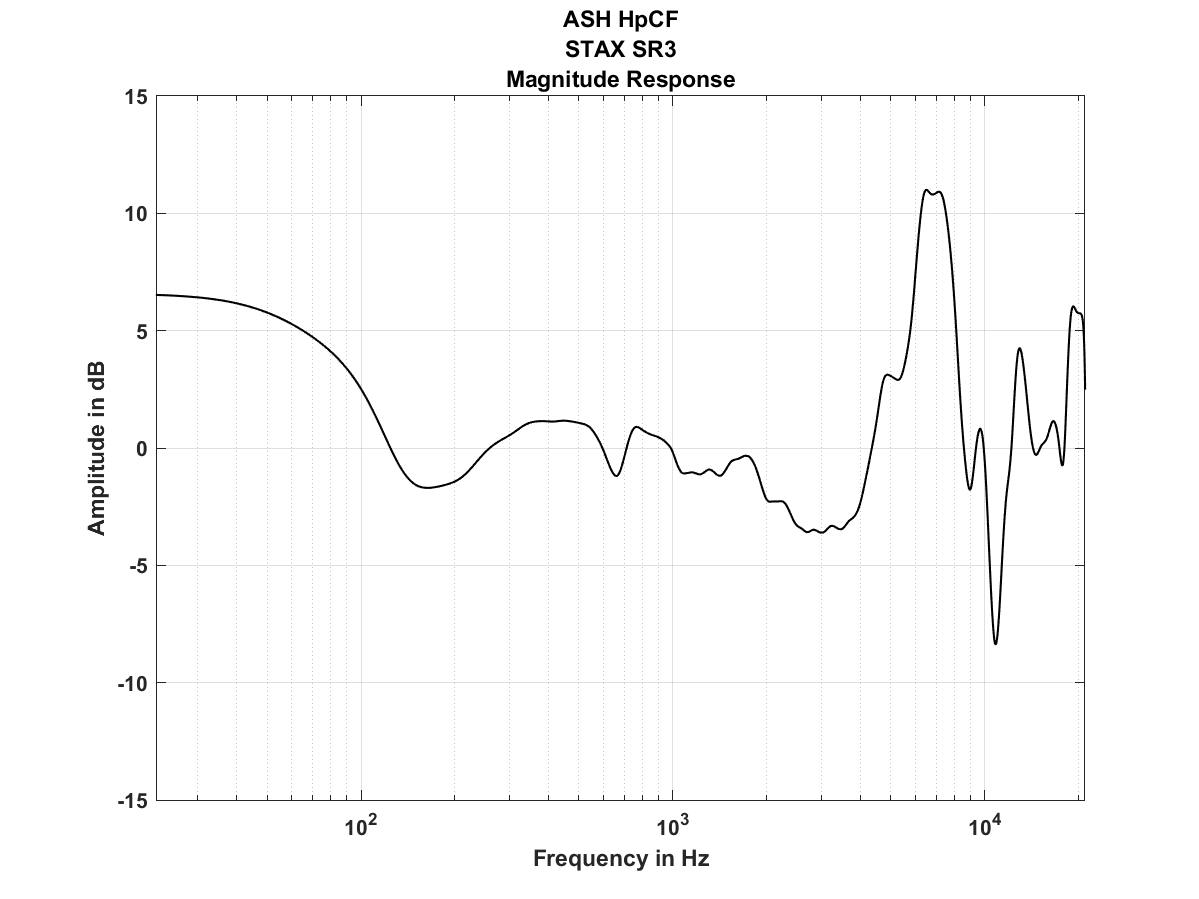 ASH HpCF
STAX SR3
Magnitude Response
15
10
5
0
-5
-10
-15
Amplitude in dB
10² 10³ 10⁴
Frequency in Hz